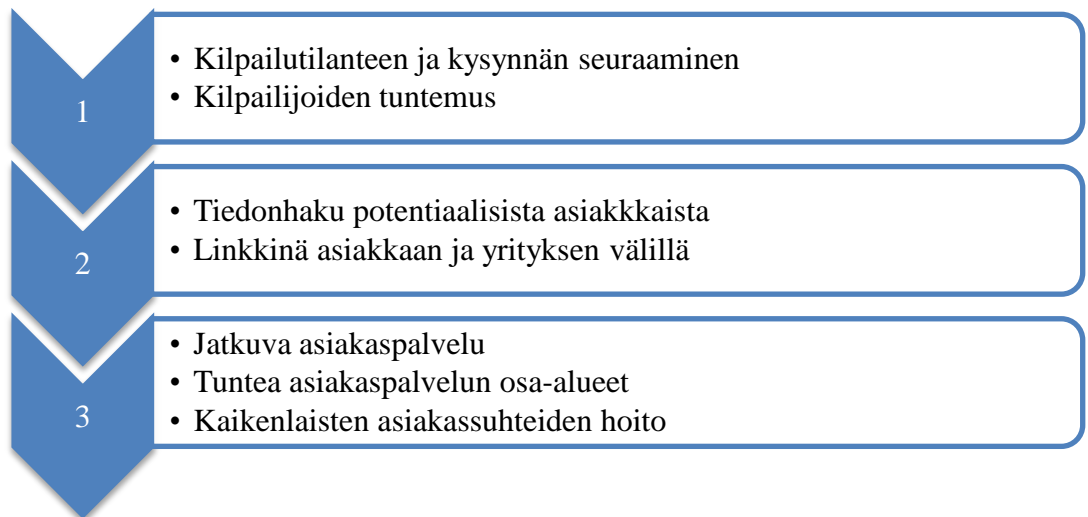 1
• Kilpailutilanteen ja kysynnän seuraaminen
• Kilpailijoiden tuntemus
2
• Tiedonhaku potentiaalisista asiakkkaista
• Linkkinä asiakkaan ja yrityksen välillä
3
• Jatkuva asiakaspalvelu
• Tuntea asiakaspalvelun osa-alueet
• Kaikenlaisten asiakassuhteiden hoito